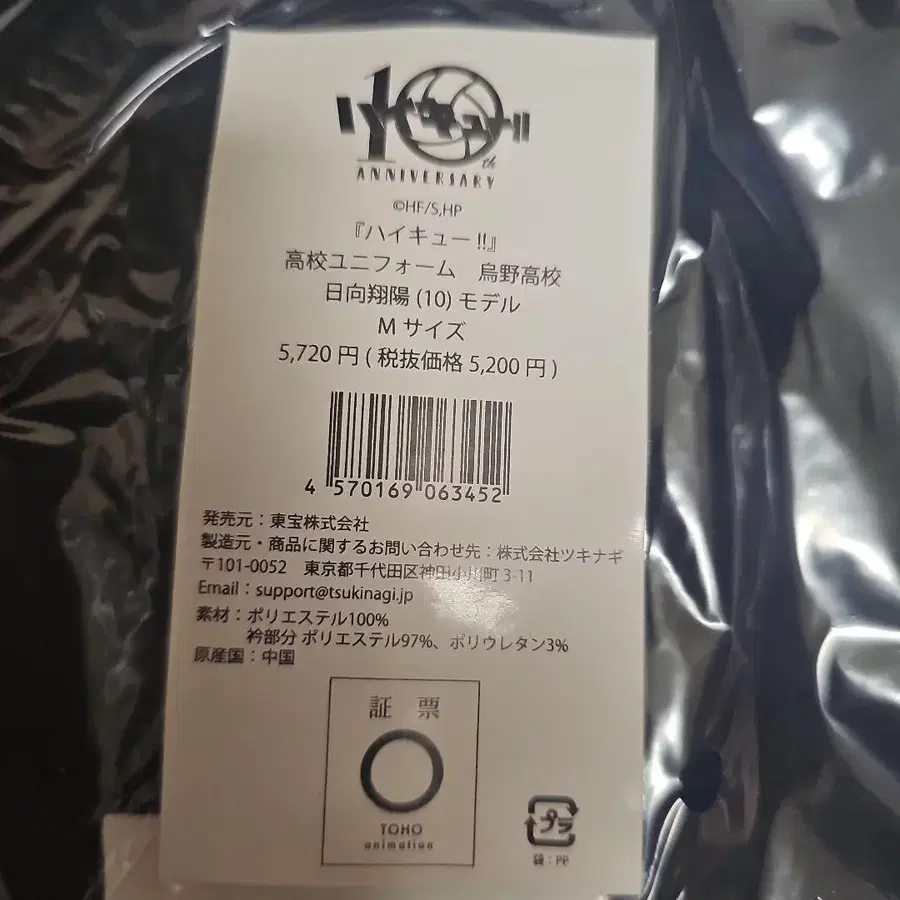 10th
ANNIVERSARY
©HF/S,HP
『ハイキュー!!』
高校ユニフォーム　烏野高校
日向翔陽 (10) モデル
M サイズ
5,720 円 ( 税抜価格 5,200 円 )
4 570169 063452
発売元：東宝株式会社
製造元・商品に関するお問い合わせ先：株式会社ツキナギ
〒101-0052　東京都千代田区神田小川町 3-11
Email：support@tsukinagi.jp
素材：ポリエステル100%
衿部分 ポリエステル97%、ポリウレタン3%
原産国：中国
証 票
TOHO
animation
プラ
袋：PP